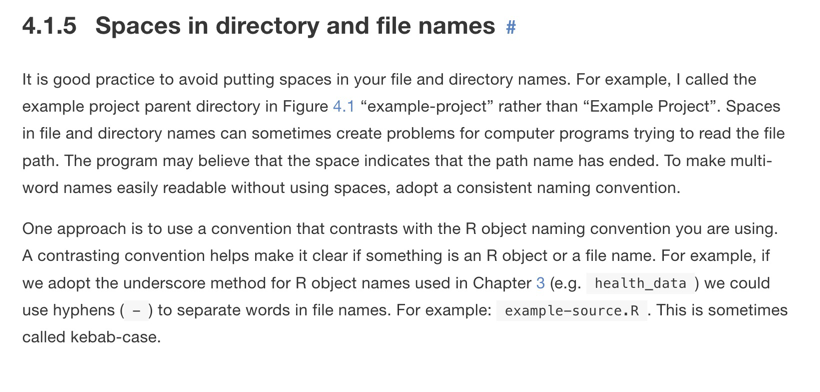 4.1.5 Spaces in directory and file names #
It is good practice to avoid putting spaces in your file and directory names. For example, I called the
example project parent directory in Figure 4.1 “example-project” rather than “Example Project”. Spaces
in file and directory names can sometimes create problems for computer programs trying to read the file
path. The program may believe that the space indicates that the path name has ended. To make multi-
word names easily readable without using spaces, adopt a consistent naming convention.
One approach is to use a convention that contrasts with the R object naming convention you are using.
A contrasting convention helps make it clear if something is an R object or a file name. For example, if
we adopt the underscore method for R object names used in Chapter 3 (e.g. health_data ) we could
use hyphens ( - ) to separate words in file names. For example: example-source.R . This is sometimes
called kebab-case.